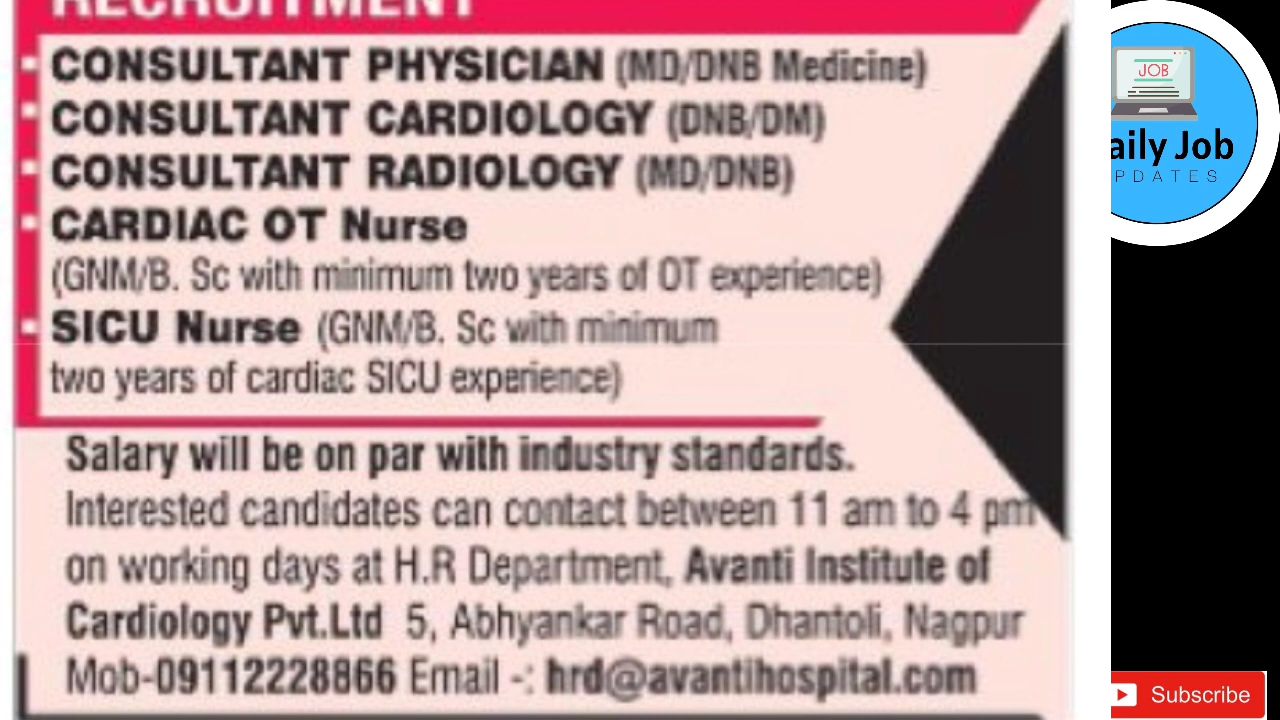 RECRUITMENT
CONSULTANT PHYSICIAN (MD/DNB Medicine)
CONSULTANT CARDIOLOGY (DNB/DM)
CONSULTANT RADIOLOGY (MD/DNB)
CARDIAC OT Nurse
(GNM/B. Sc with minimum two years of OT experience)
SICU Nurse (GNM/B. Sc with minimum
two years of cardiac SICU experience)
Salary will be on par with industry standards.
Interested candidates can contact between 11 am to 4 pm
on working days at H.R Department, Avanti Institute of
Cardiology Pvt.Ltd 5, Abhyankar Road, Dhantoli, Nagpur
Mob-09112228866 Email -: hrd@avantihospital.com
JOB
aily Job
PDATES
Subscribe